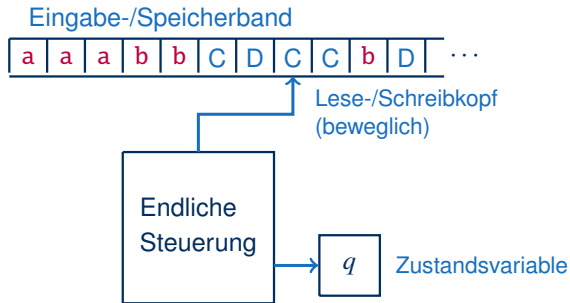 Eingabe-/Speicherband
a a a b b C D C C b D ···
Lese-/Schreibkopf
(beweglich)
Endliche
Steuerung
q
Zustandsvariable